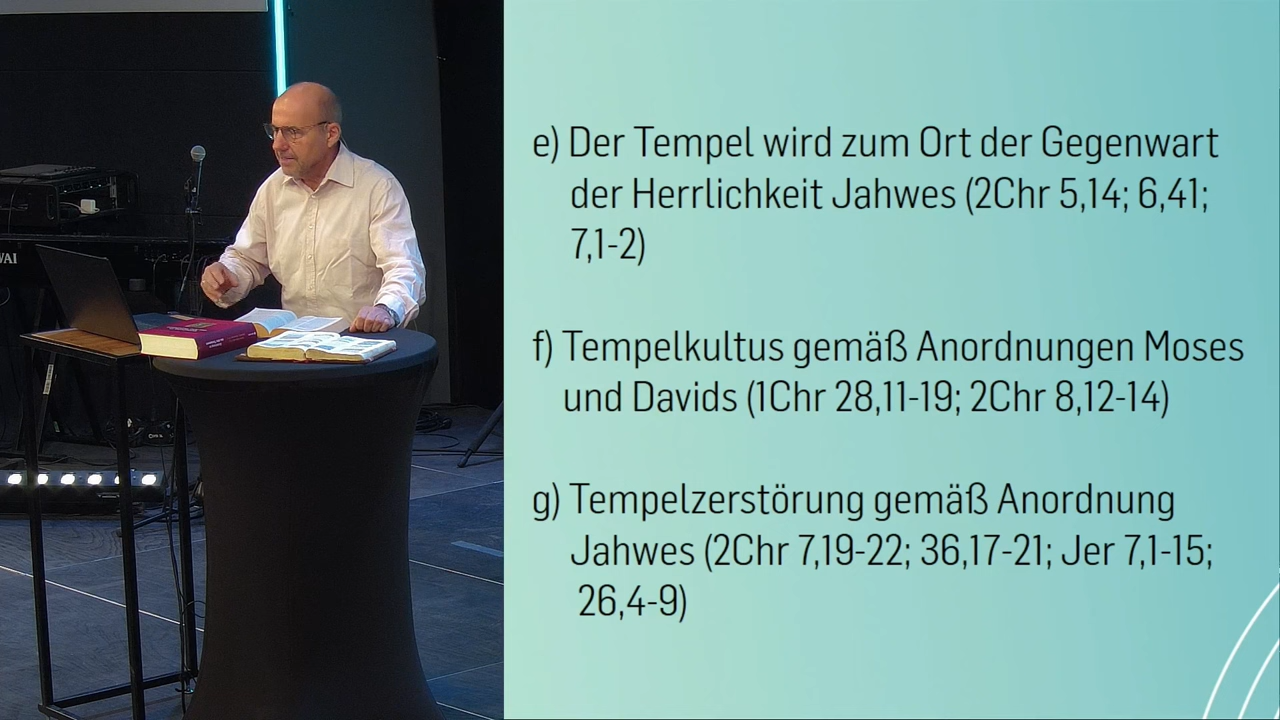 e) Der Tempel wird zum Ort der Gegenwart
der Herrlichkeit Jahwes (2Chr 5,14; 6,41;
7,1-2)
f) Tempelkultus gemäß Anordnungen Moses
und Davids (1Chr 28,11-19; 2Chr 8,12-14)
g) Tempelzerstörung gemäß Anordnung
Jahwes (2Chr 7,19-22; 36,17-21; Jer 7,1-15;
26,4-9)